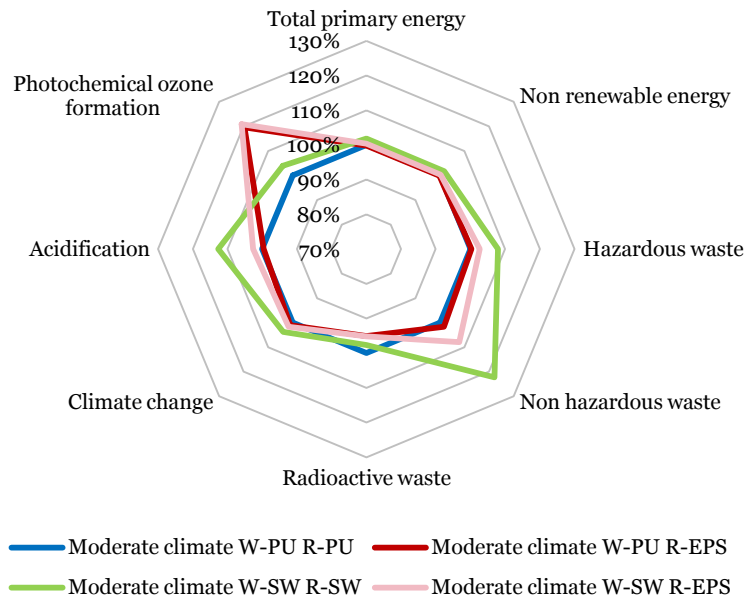 Total primary energy
130%
Photochemical ozone
formation
120%
Non renewable energy
110%
100%
90%
80%
Acidification
70%
Hazardous waste
Climate change
Non hazardous waste
Radioactive waste
Moderate climate W-PU R-PU
Moderate climate W-PU R-EPS
Moderate climate W-SW R-SW
Moderate climate W-SW R-EPS